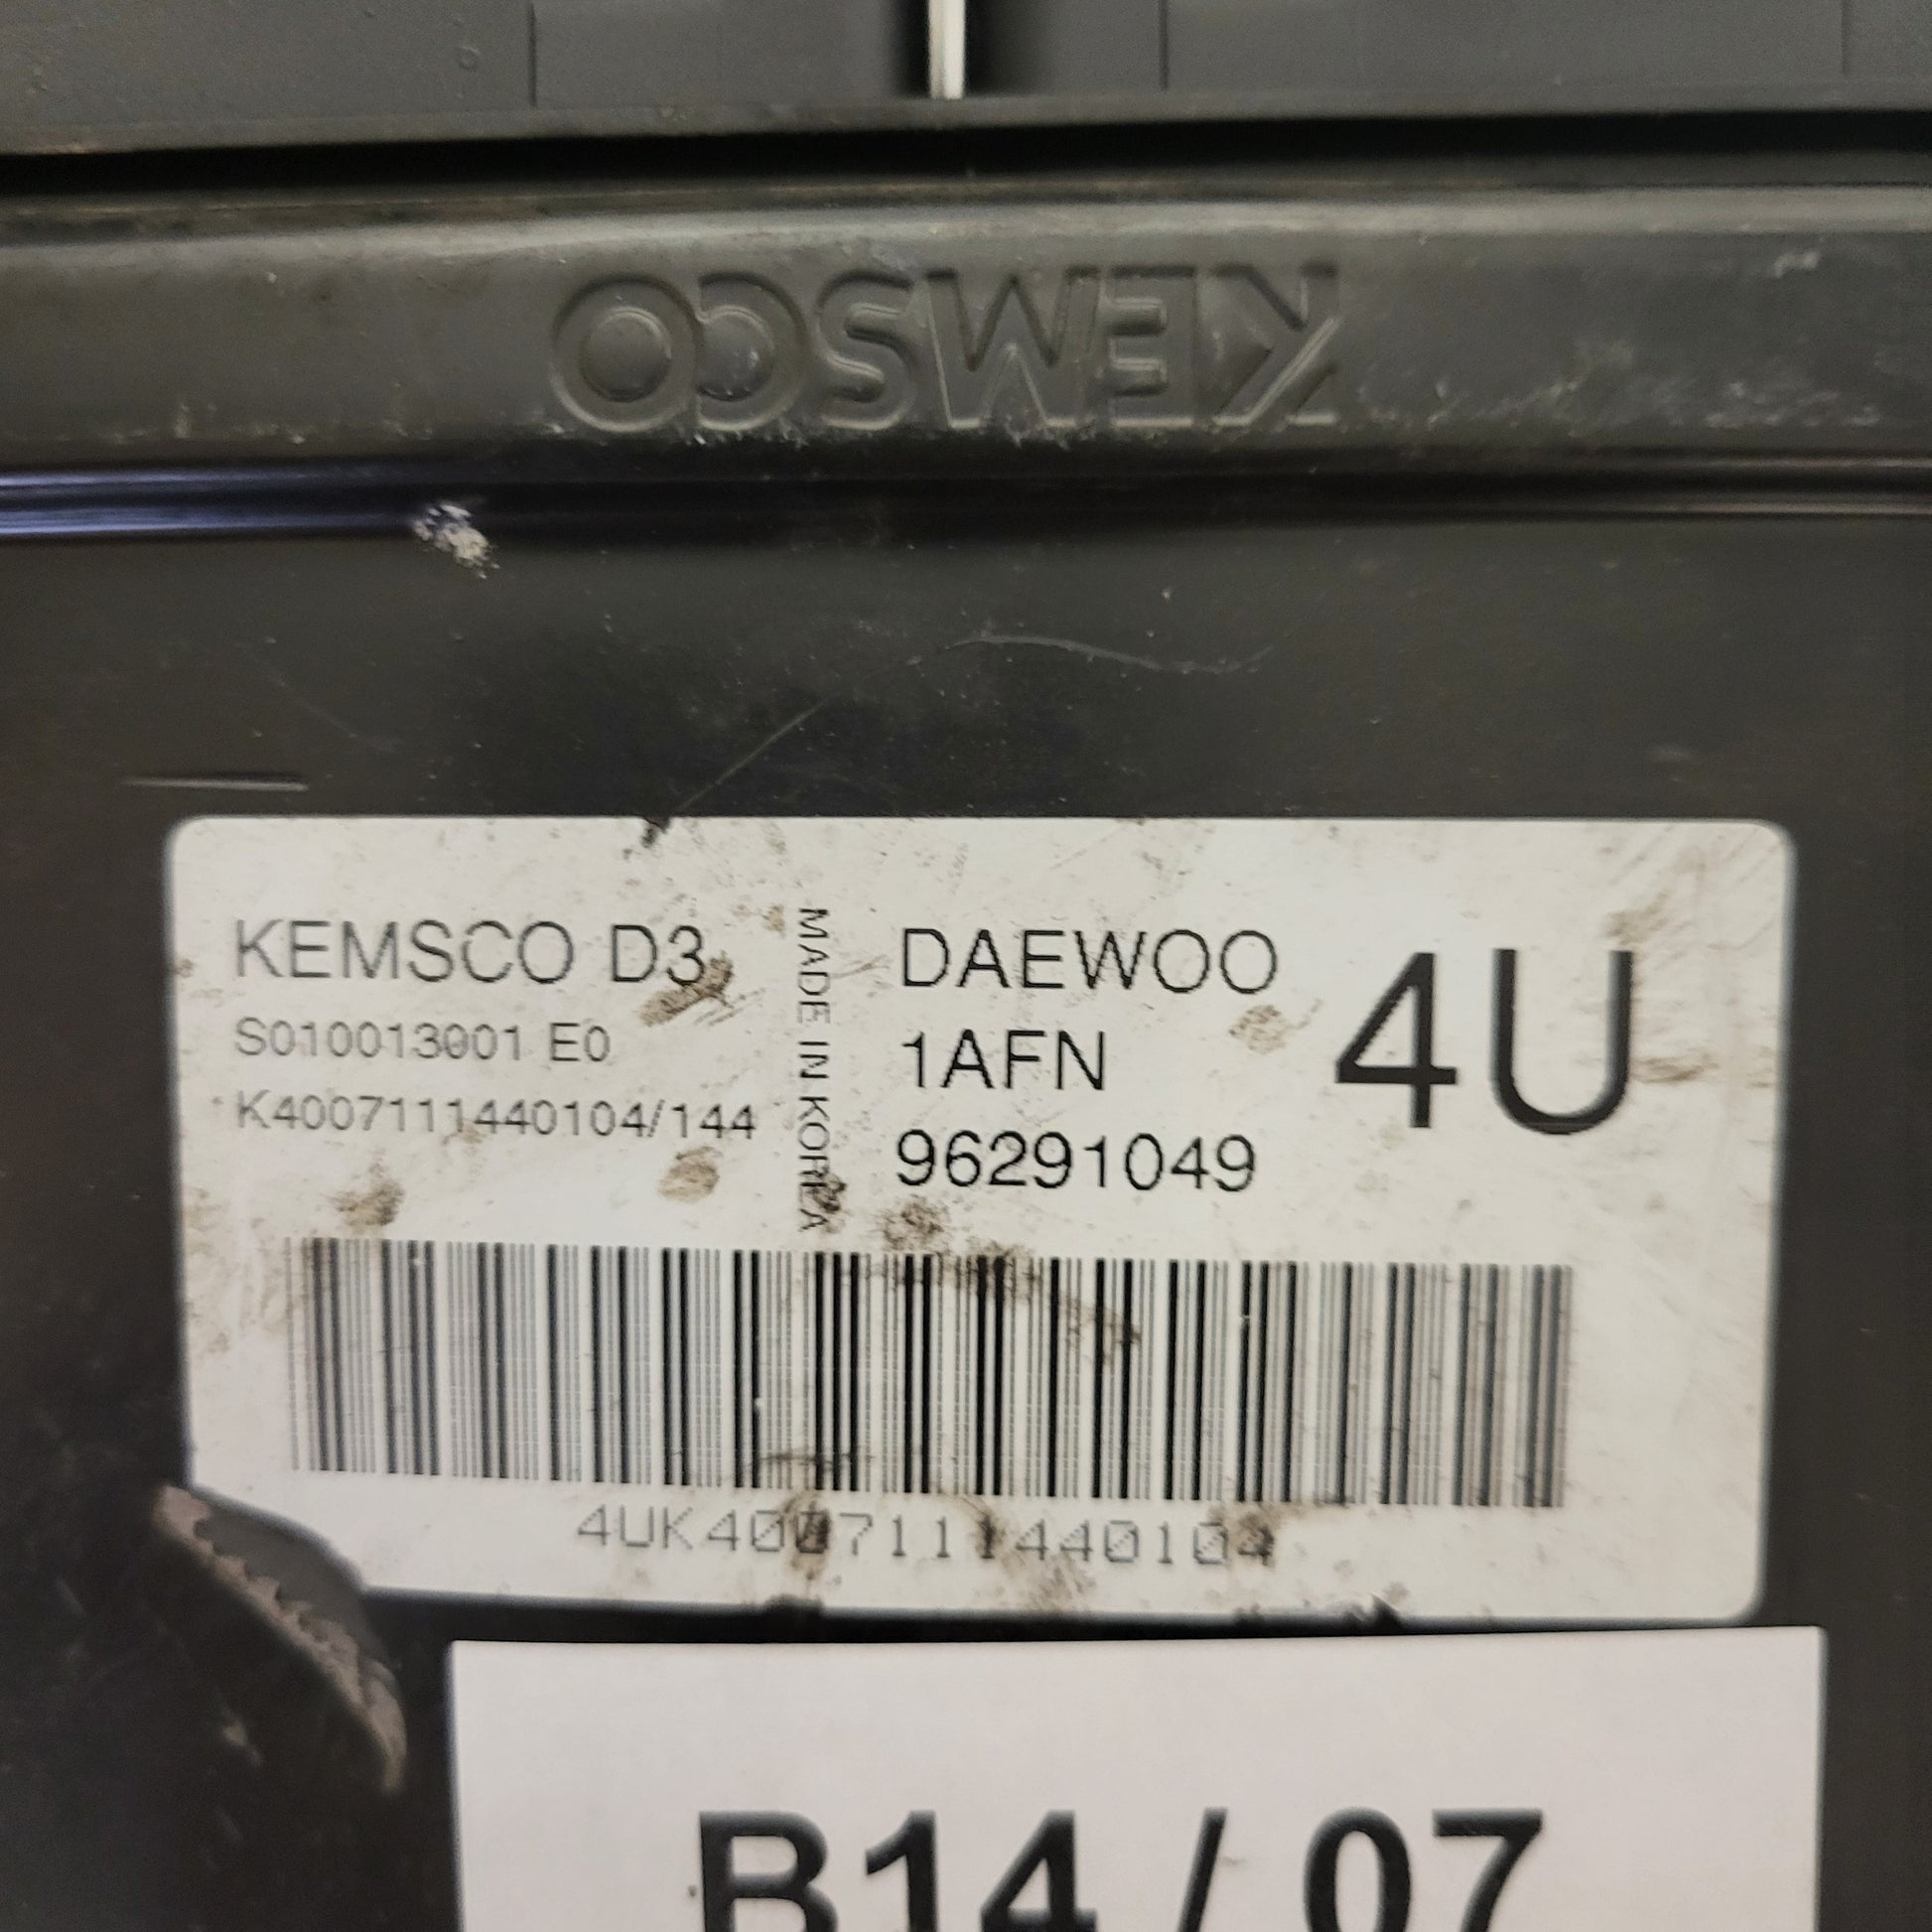 KEMSCO
KEMSCO D3
S010013001 E0
K4007111440104/144
MADE IN KOREA
DAEWOO
1AFN
96291049
4U
4UK4007111440104
B14 / 07